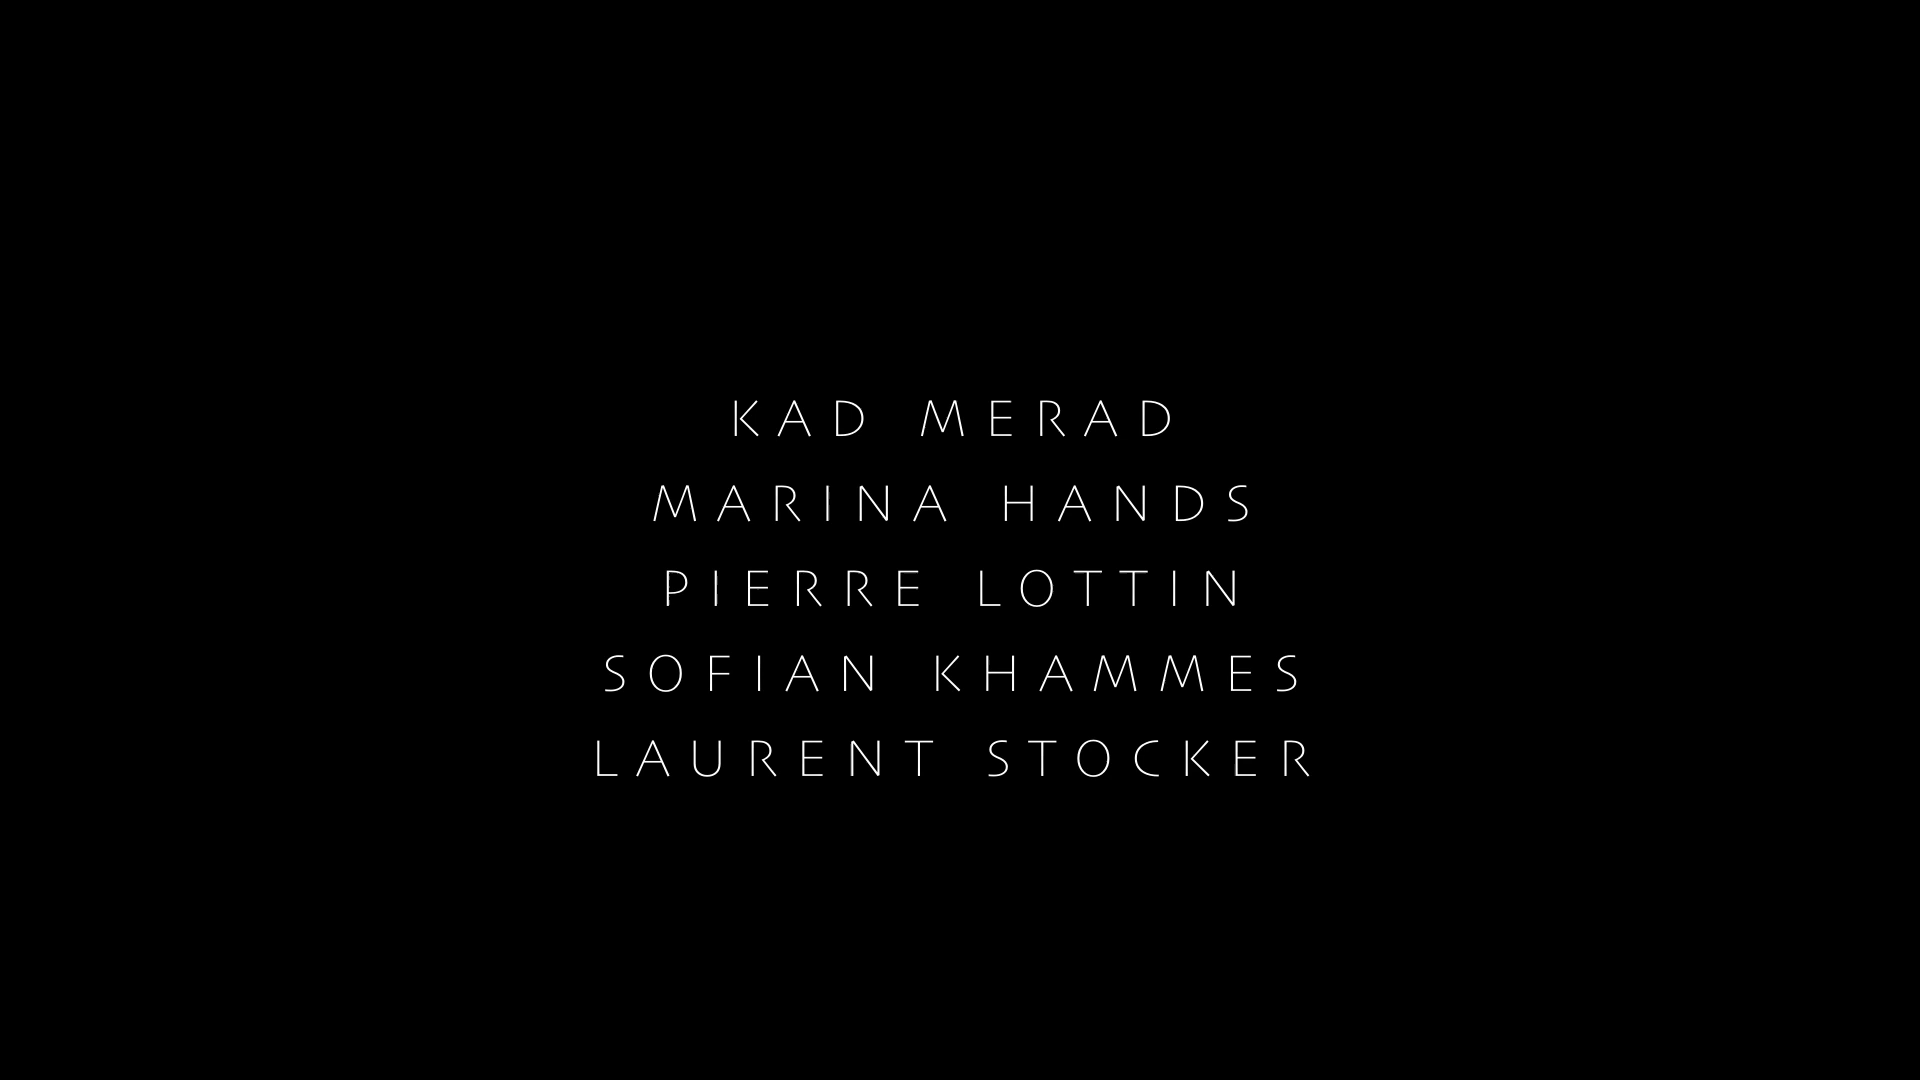 KAD MERAD
MARINA HANDS
PIERRE LOTTIN
SOFIAN KHAMMES
LAURENT STOCKER